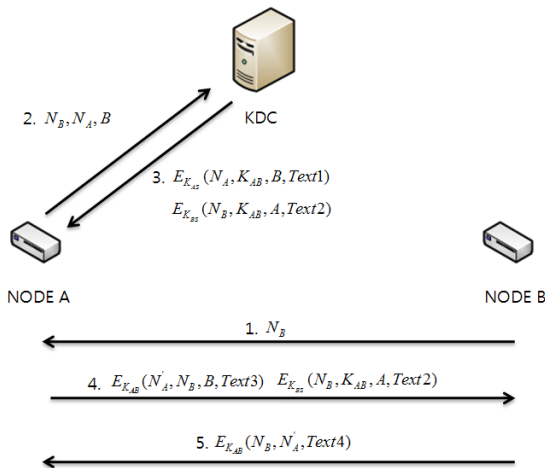 2. N_B, N_A, B
KDC
3. E_{K_{AS}}(N_A, K_{AB}, B, Text1)
E_{K_{BS}}(N_B, K_{AB}, A, Text2)
NODE A
NODE B
1. N_B
4. E_{K_{AB}}(N'_A, N_B, B, Text3) E_{K_{BS}}(N_B, K_{AB}, A, Text2)
5. E_{K_{AB}}(N_B, N'_A, Text4)